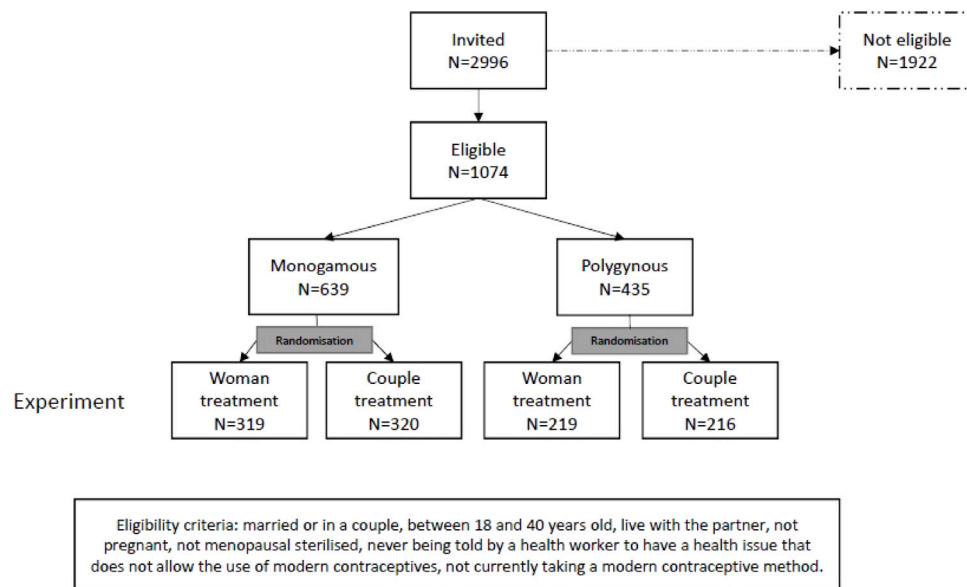 Invited
N=2996
Not eligible
N=1922
Eligible
N=1074
Monogamous
N=639
Polygynous
N=435
Randomisation
Randomisation
Experiment
Woman
treatment
N=319
Couple
treatment
N=320
Woman
treatment
N=219
Couple
treatment
N=216
Eligibility criteria: married or in a couple, between 18 and 40 years old, live with the partner, not
pregnant, not menopausal sterilised, never being told by a health worker to have a health issue that
does not allow the use of modern contraceptives, not currently taking a modern contraceptive method.